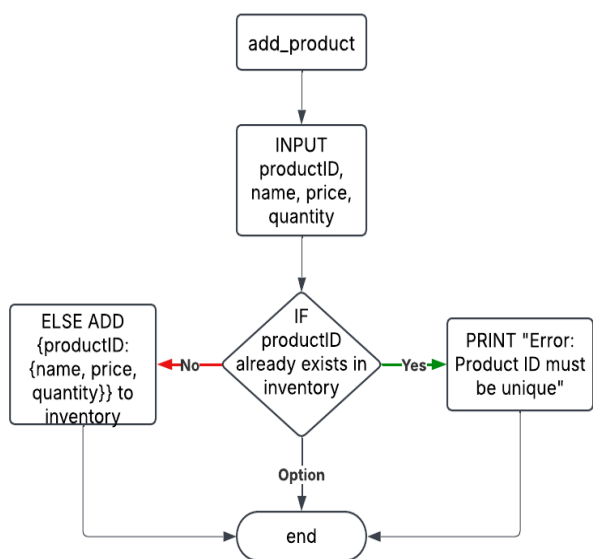 add_product
INPUT
productID,
name, price,
quantity
IF
productID
already exists in
inventory
ELSE ADD
{productID:
{name, price,
quantity}} to
inventory
No
Yes
PRINT "Error:
Product ID must
be unique"
Option
end